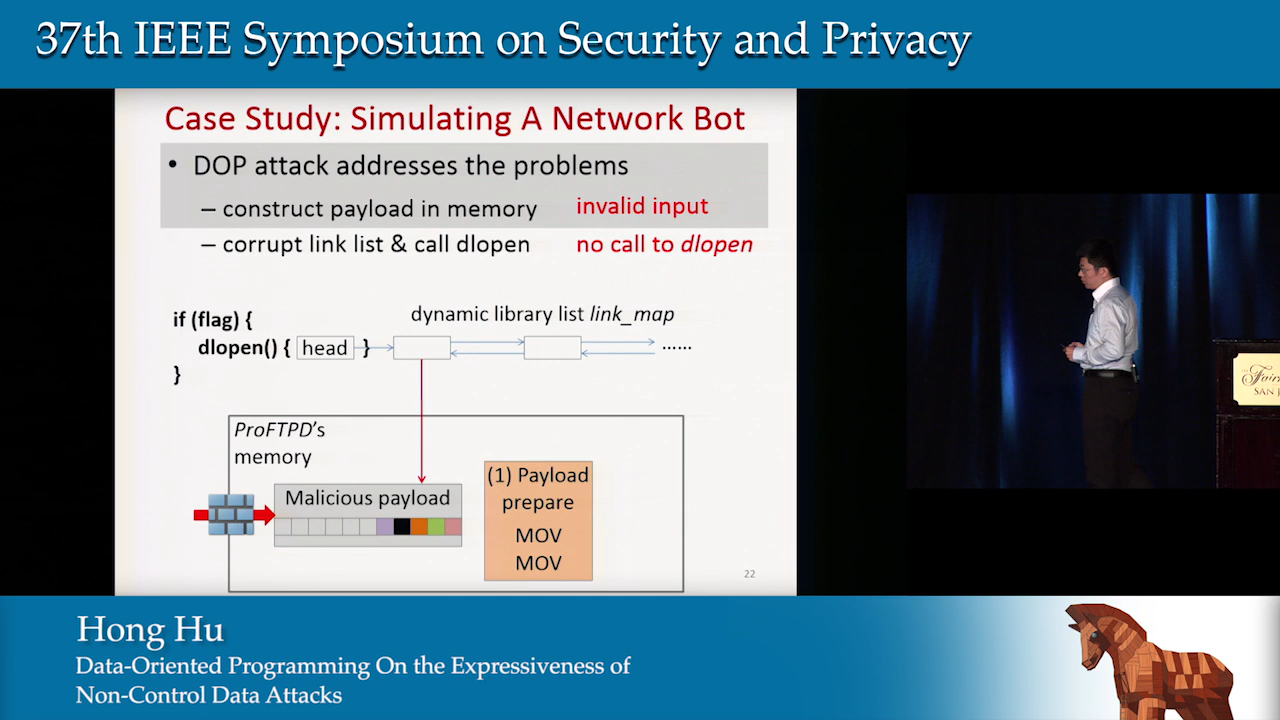 37th IEEE Symposium on Security and Privacy
Case Study: Simulating A Network Bot
• DOP attack addresses the problems
– construct payload in memory invalid input
– corrupt link list & call dlopen no call to dlopen
if (flag) {
dynamic library list link_map
dlopen() { head } ......
}
ProFTPD's
memory
Malicious payload
(1) Payload
prepare
MOV
MOV
22
SAN J
Hong Hu
Data-Oriented Programming On the Expressiveness of
Non-Control Data Attacks